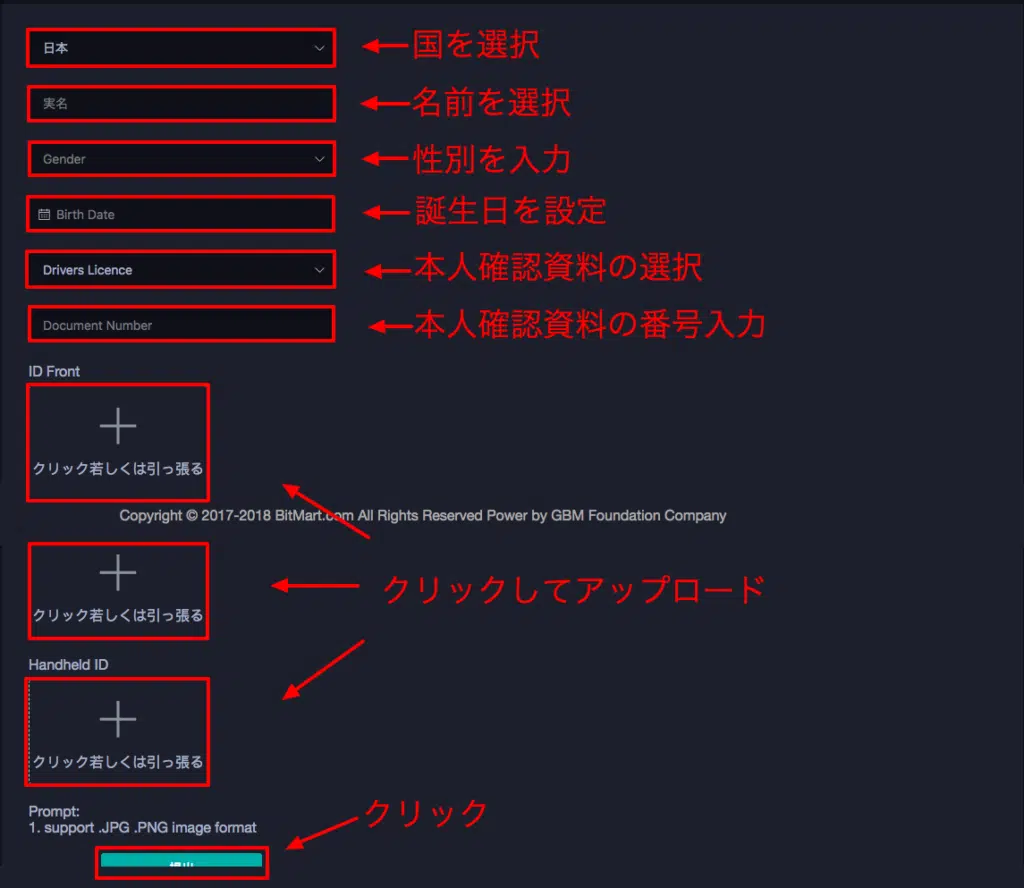 日本
国を選択
実名
名前を選択
Gender
性別を入力
Birth Date
誕生日を設定
Drivers Licence
本人確認資料の選択
Document Number
本人確認資料の番号入力
ID Front
クリック若しくは引っ張る
Copyright © 2017-2018 BitMart.com All Rights Reserved Power by GBM Foundation Company
クリックしてアップロード
クリック若しくは引っ張る
Handheld ID
クリック若しくは引っ張る
Prompt:
1. support .JPG .PNG image format
クリック